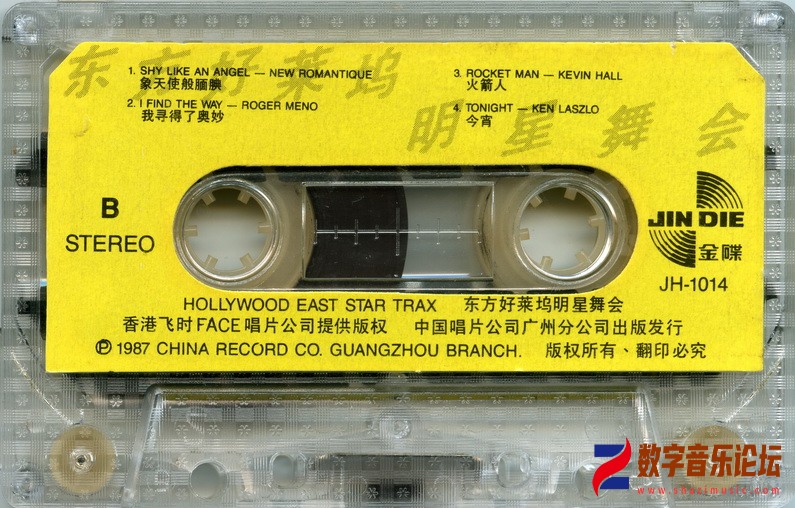 东方好莱坞
明星舞会
1. SHY LIKE AN ANGEL — NEW ROMANTIQUE
象天使般腼腆
2. I FIND THE WAY — ROGER MENO
我寻得了奥妙
3. ROCKET MAN — KEVIN HALL
火箭人
4. TONIGHT — KEN LASZLO
今宵
B
STEREO
JIN DIE
金碟
JH-1014
HOLLYWOOD EAST STAR TRAX 东方好莱坞明星舞会
香港飞时FACE唱片公司提供版权 中国唱片公司广州分公司出版发行
Ⓟ 1987 CHINA RECORD CO. GUANGZHOU BRANCH. 版权所有、翻印必究
数字音乐论坛